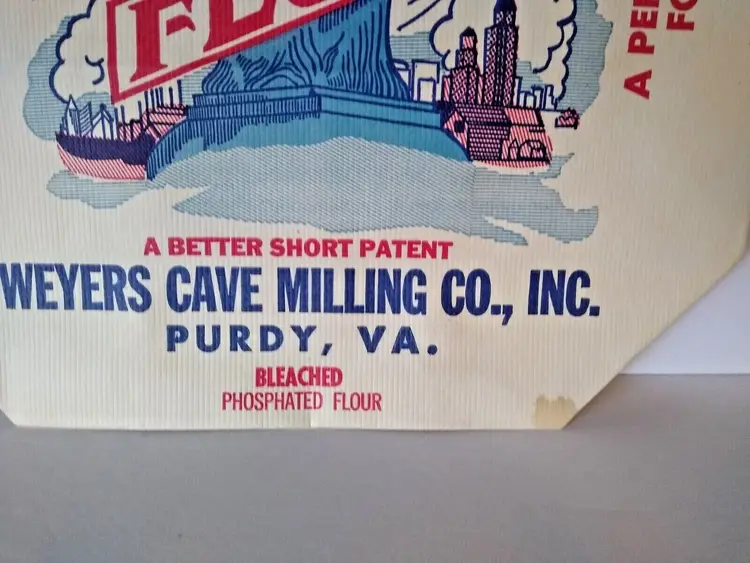 A BETTER SHORT PATENT
WEYERS CAVE MILLING CO., INC.
PURDY, VA.
BLEACHED
PHOSPHATED FLOUR
A